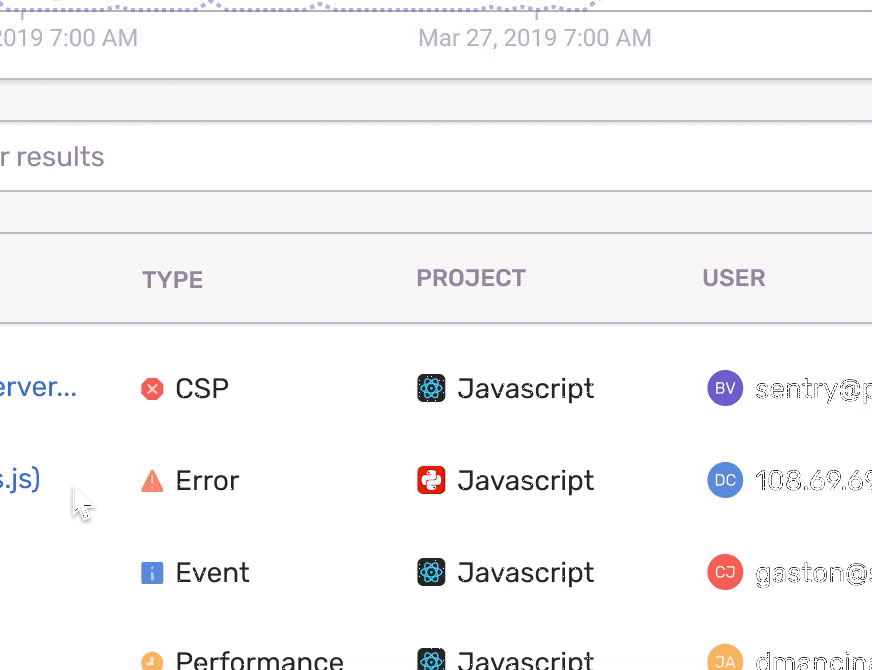 2019 7:00 AM Mar 27, 2019 7:00 AM
r results
TYPE PROJECT USER
erver... CSP Javascript BV sentry@p
s.js) Error Javascript DC 108.69.69
Event Javascript CJ gaston@s
Performance Javascript JA dmancina